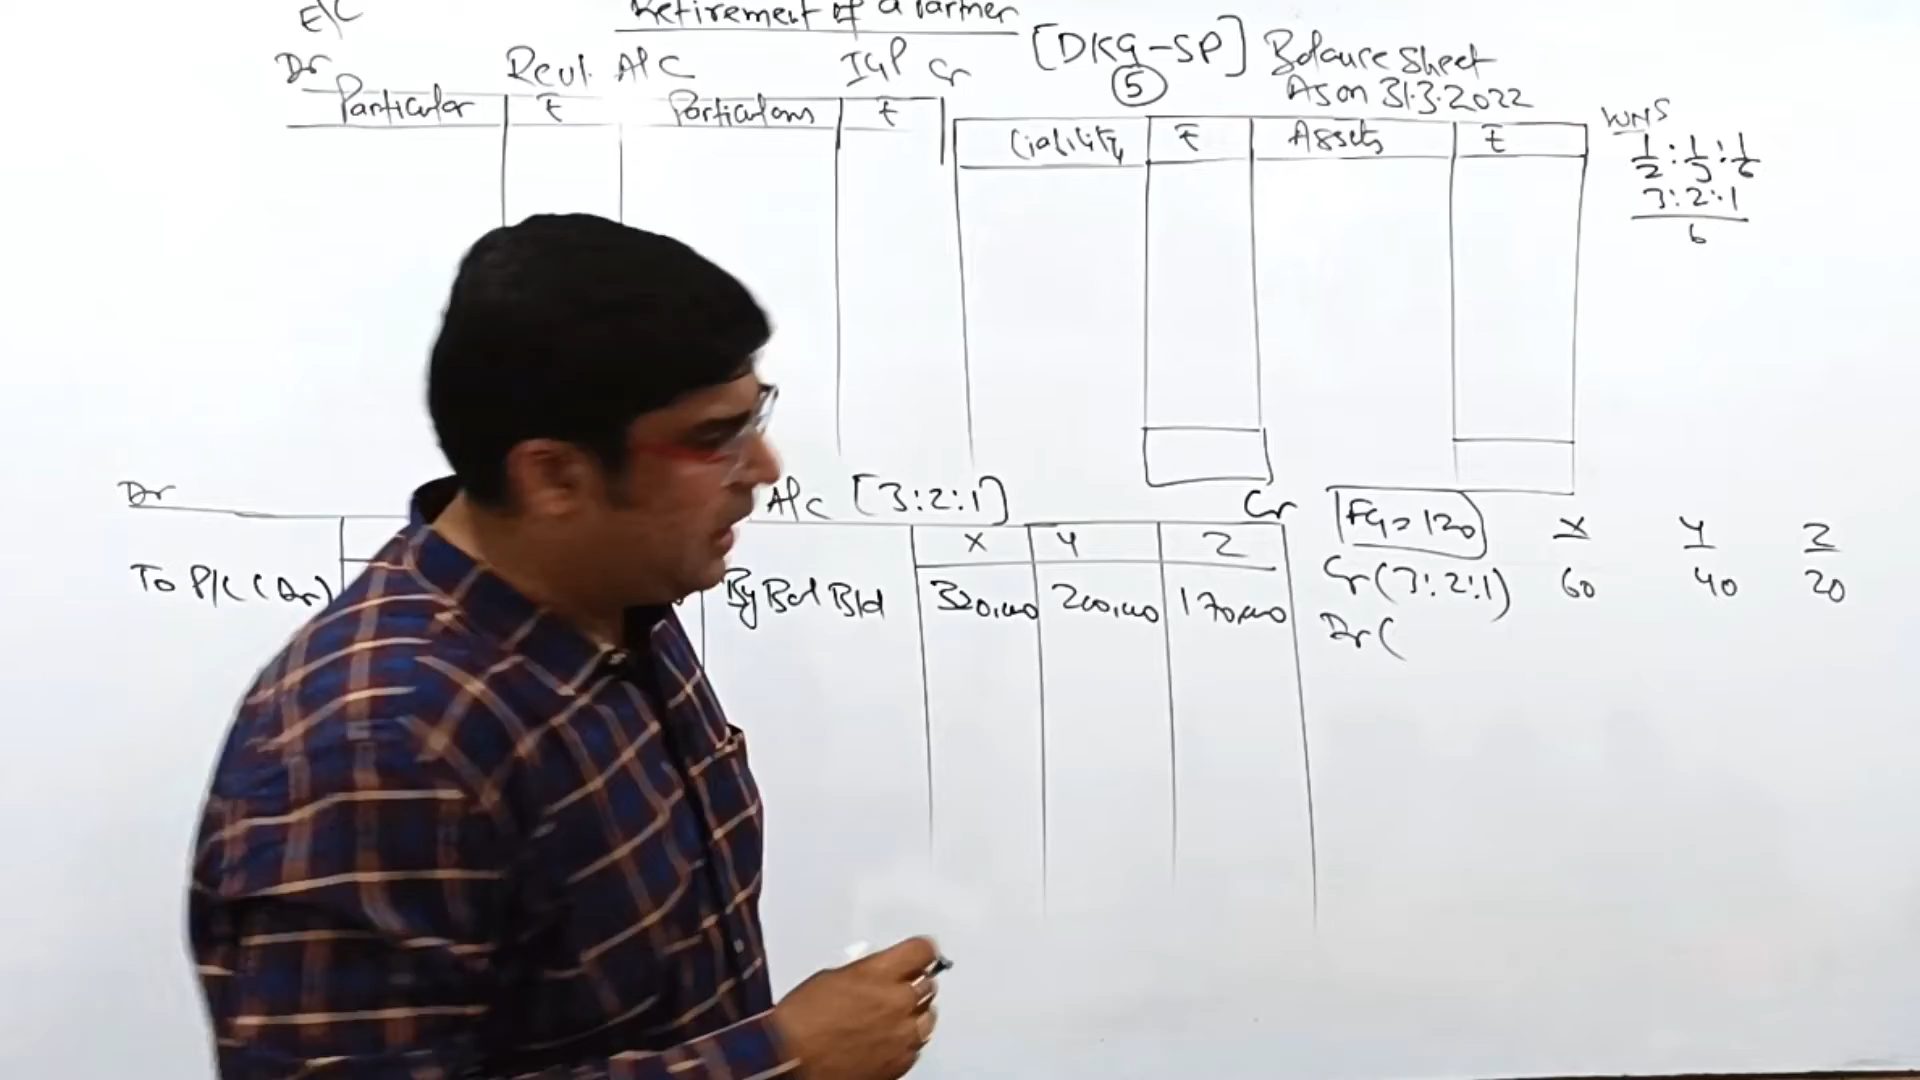 E/C
Retirement of a Partner
Dr Revl. A/C Cr
[DKG-SP]
5
Balance Sheet
As on 31.3.2022
Particular ₹ Particulars ₹
Liability ₹ Assets ₹
WNS
1/2 : 1/3 : 1/6
3:2:1
6
Dr A/c [3:2:1] Cr
X Y Z
To P/L (Dr) By Bal B/d 320,000 200,000 170,000
FG = 120 X Y Z
Cr (3:2:1) 60 40 20
Dr (